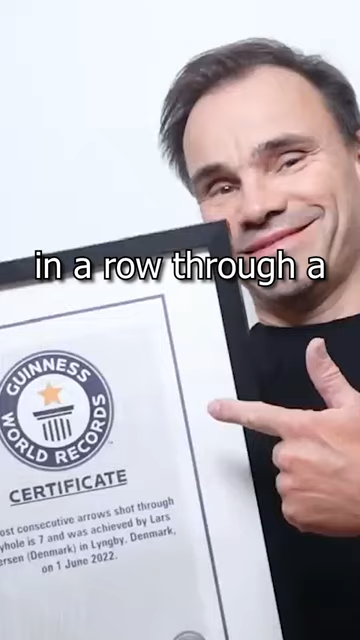 in a row through a
GUINNESS
WORLD RECORDS
CERTIFICATE
ost consecutive arrows shot through
yhole is 7 and was achieved by Lars
ersen (Denmark) in Lyngby, Denmark,
on 1 June 2022.